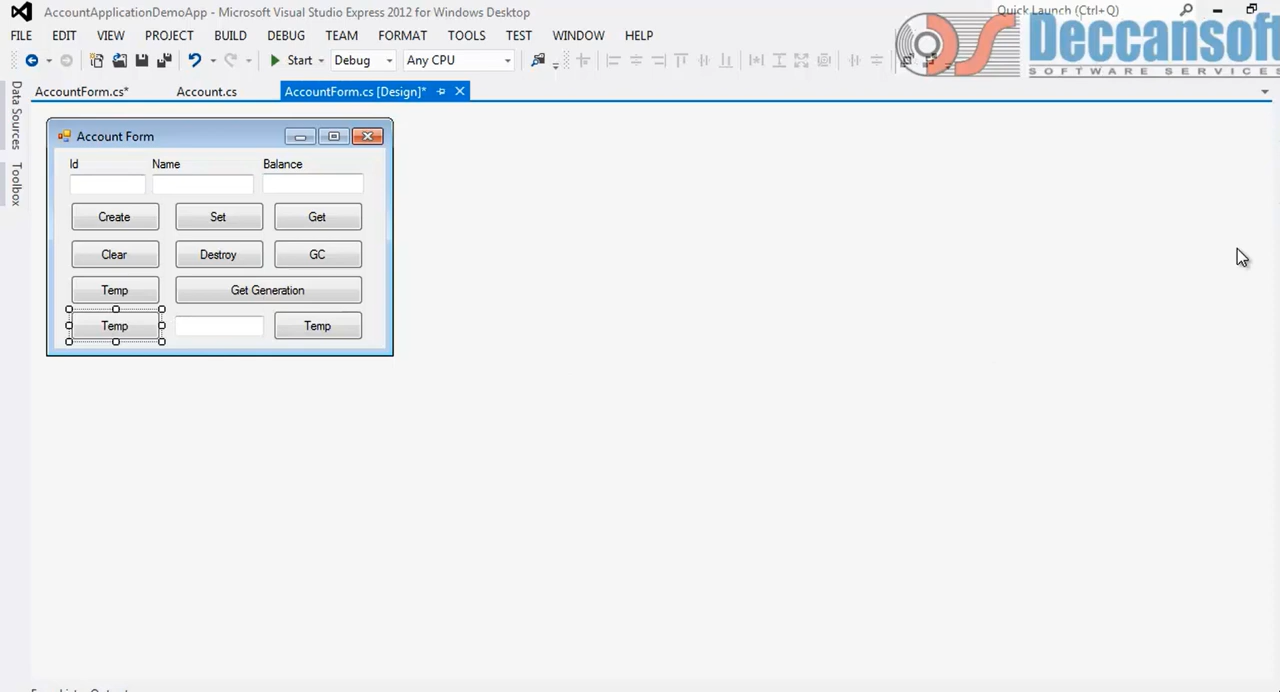 AccountApplicationDemoApp - Microsoft Visual Studio Express 2012 for Windows Desktop
Quick Launch (Ctrl+Q)
FILE EDIT VIEW PROJECT BUILD DEBUG TEAM FORMAT TOOLS TEST WINDOW HELP
Deccansoft
SOFTWARE SERVICES
Start Debug Any CPU
AccountForm.cs* Account.cs AccountForm.cs [Design]*
Data Sources
Toolbox
Account Form
Id Name Balance
Create Set Get
Clear Destroy GC
Temp Get Generation
Temp Temp